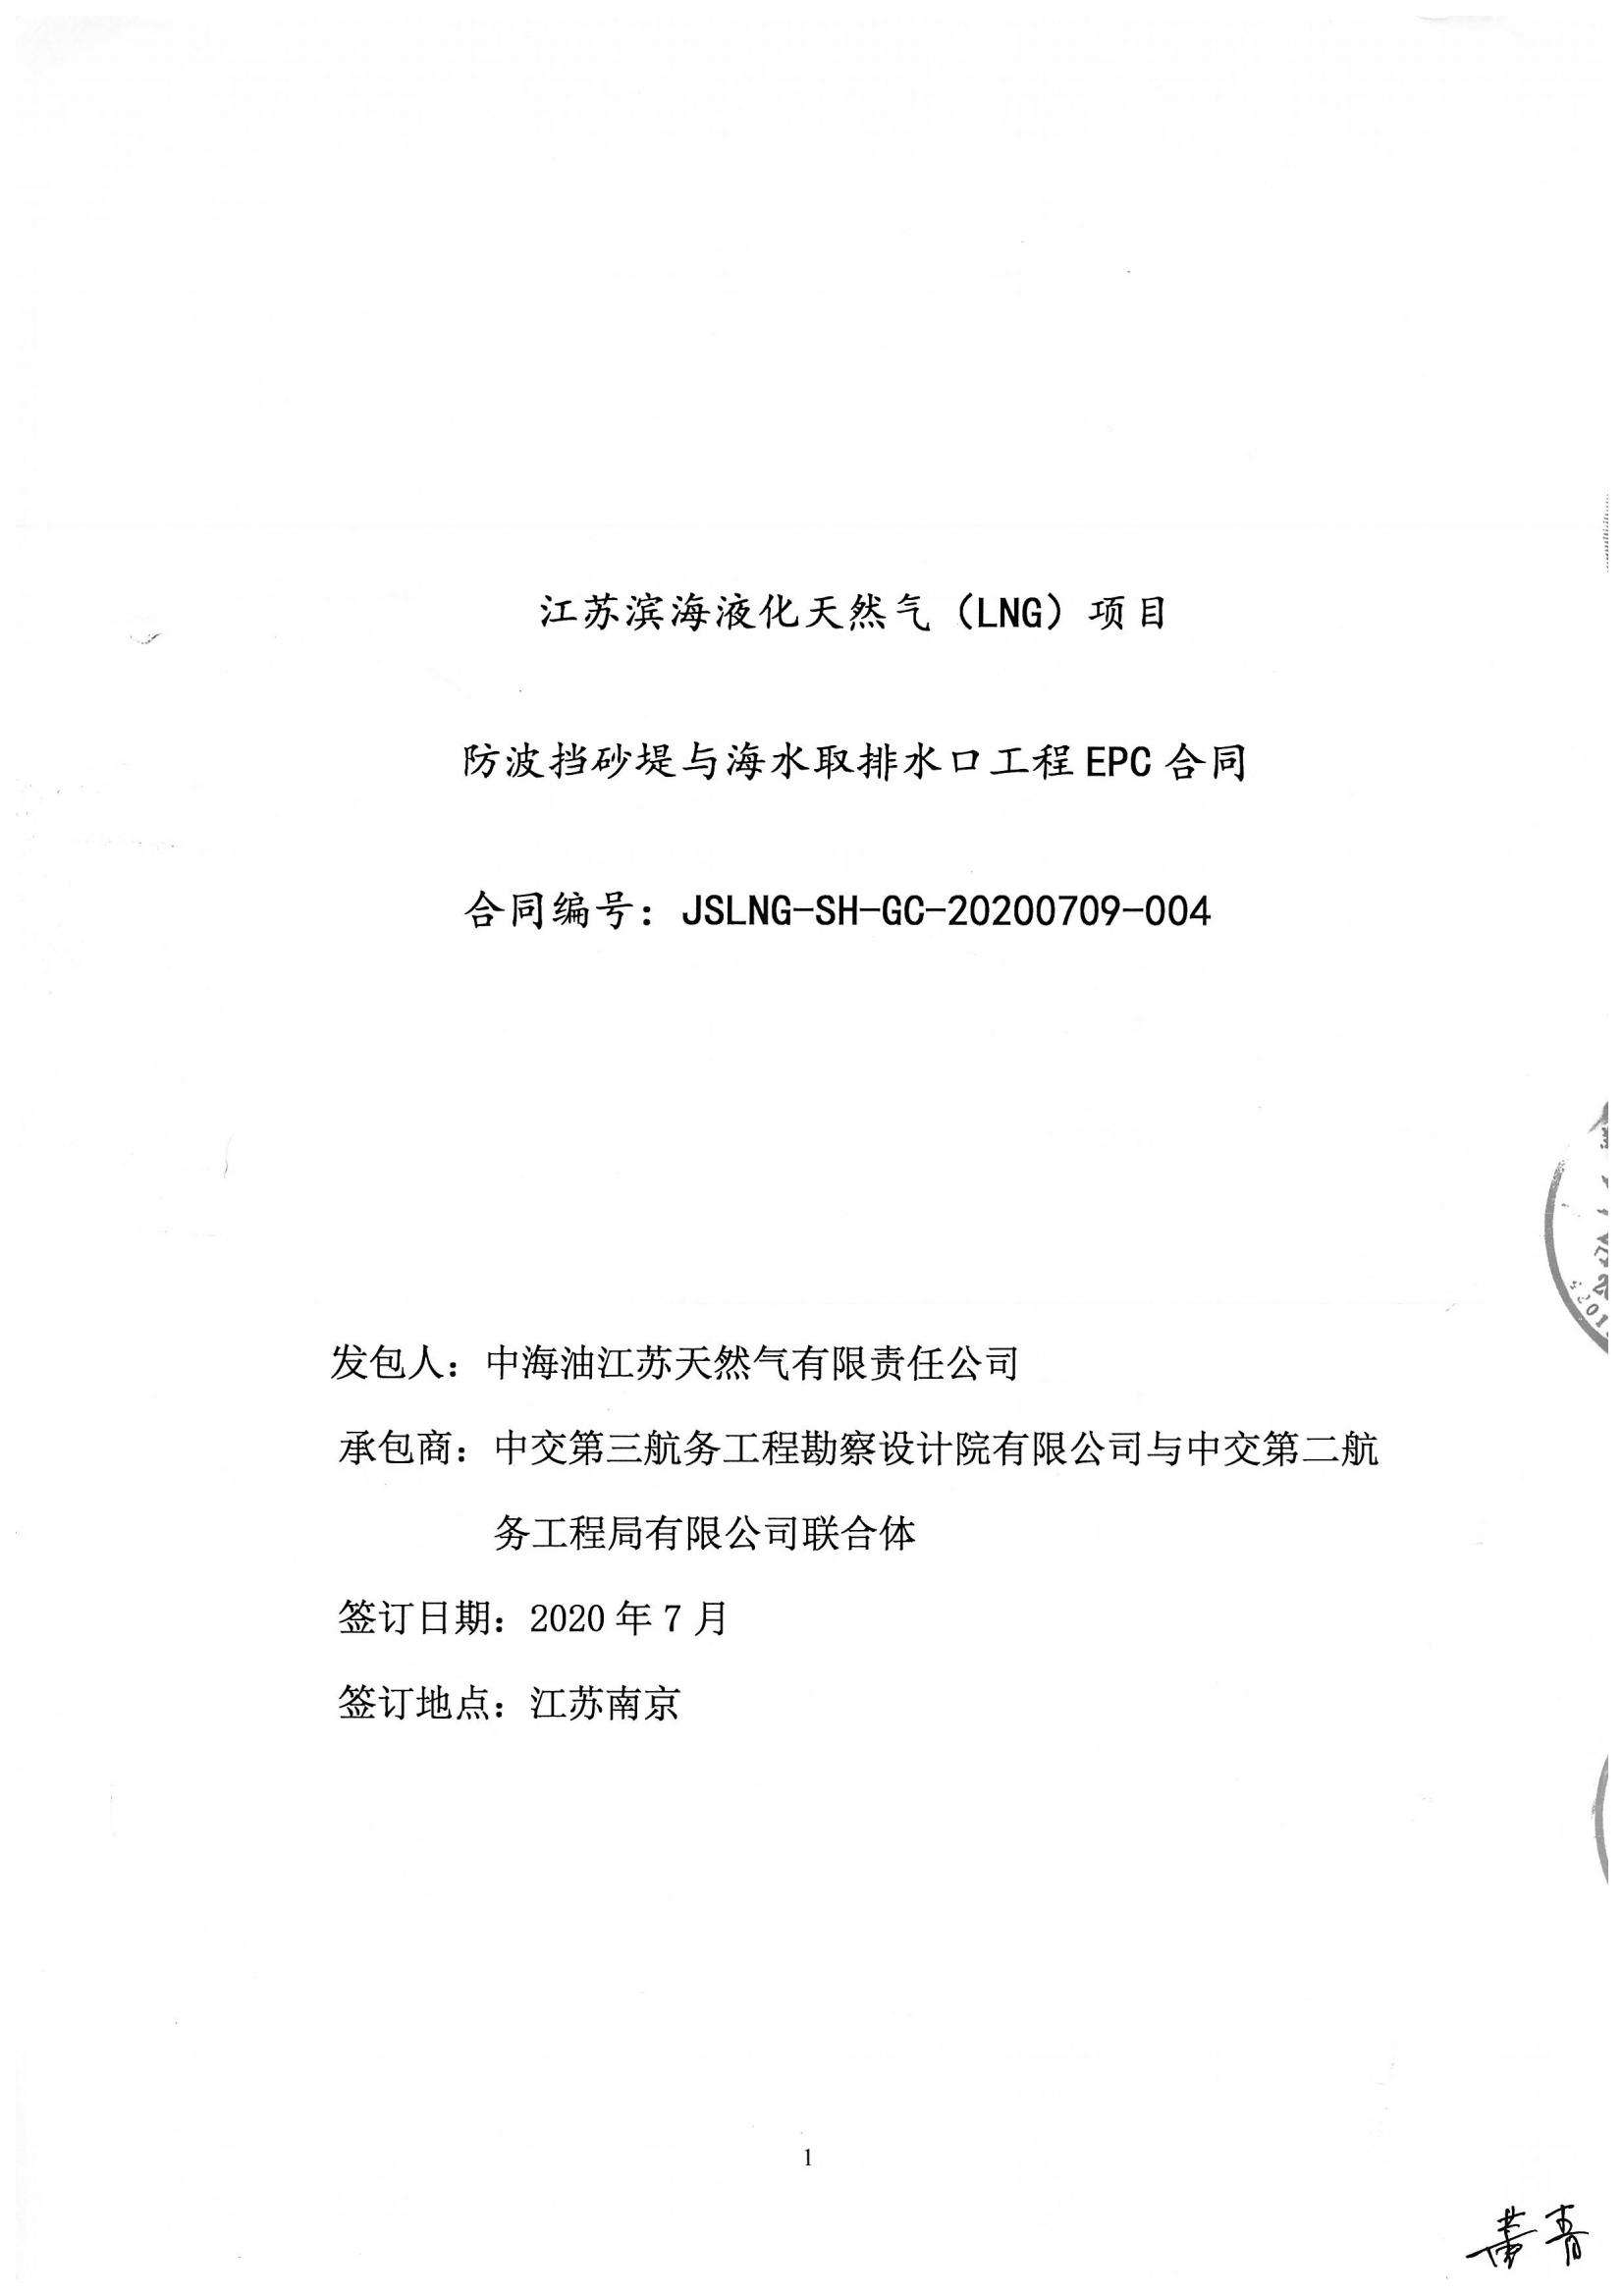 江苏滨海液化天然气（LNG）项目
防波挡砂堤与海水取排水口工程EPC合同
合同编号：JSLNG-SH-GC-20200709-004
发包人：中海油江苏天然气有限责任公司
承包商：中交第三航务工程勘察设计院有限公司与中交第二航
务工程局有限公司联合体
签订日期：2020年7月
签订地点：江苏南京
1